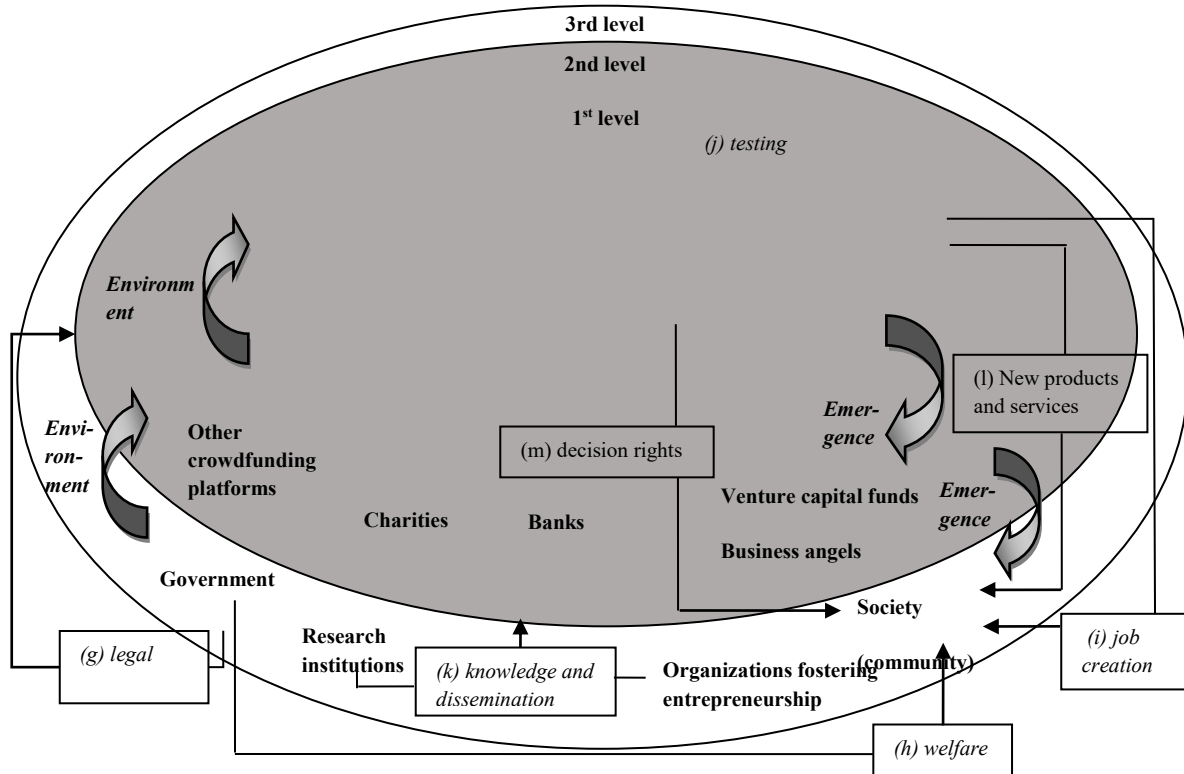 3rd level
2nd level
1st level
(j) testing
Environm
ent
Emer-
gence
(l) New products
and services
Envi-
ron-
ment
Other
crowdfunding
platforms
(m) decision rights
Venture capital funds
Emer-
gence
Charities
Banks
Business angels
Government
Society
(community)
Research
institutions
(g) legal
(k) knowledge and
dissemination
Organizations fostering
entrepreneurship
(i) job
creation
(h) welfare